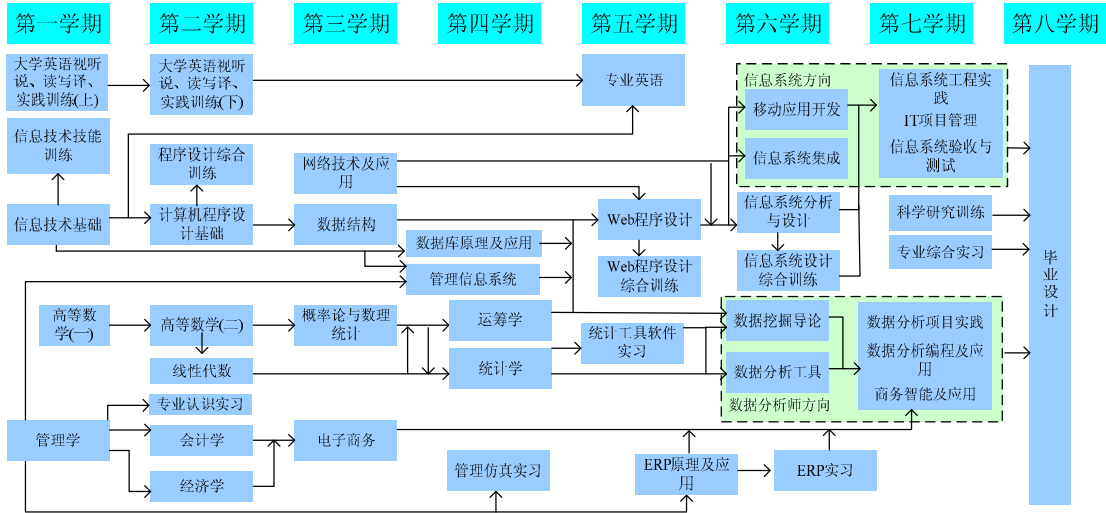 第一学期
第二学期
第三学期
第四学期
第五学期
第六学期
第七学期
第八学期
大学英语视听
说、读写译、
实践训练(上)
大学英语视听
说、读写译、
实践训练(下)
专业英语
信息系统方向
移动应用开发
信息系统集成
信息系统工程实
践
IT项目管理
信息系统验收与
测试
信息技术技能
训练
程序设计综合
训练
网络技术及应
用
信息技术基础
计算机程序设
计基础
数据结构
Web程序设计
信息系统分析
与设计
科学研究训练
数据库原理及应用
管理信息系统
Web程序设计
综合训练
信息系统设计
综合训练
专业综合实习
毕业设计
高等数
学(一)
高等数学(二)
概率论与数理
统计
运筹学
统计工具软件
实习
数据挖掘导论
数据分析项目实践
数据分析编程及应
用
商务智能及应用
线性代数
统计学
数据分析工具
数据分析师方向
专业认识实习
管理学
会计学
电子商务
经济学
管理仿真实习
ERP原理及应
用
ERP实习